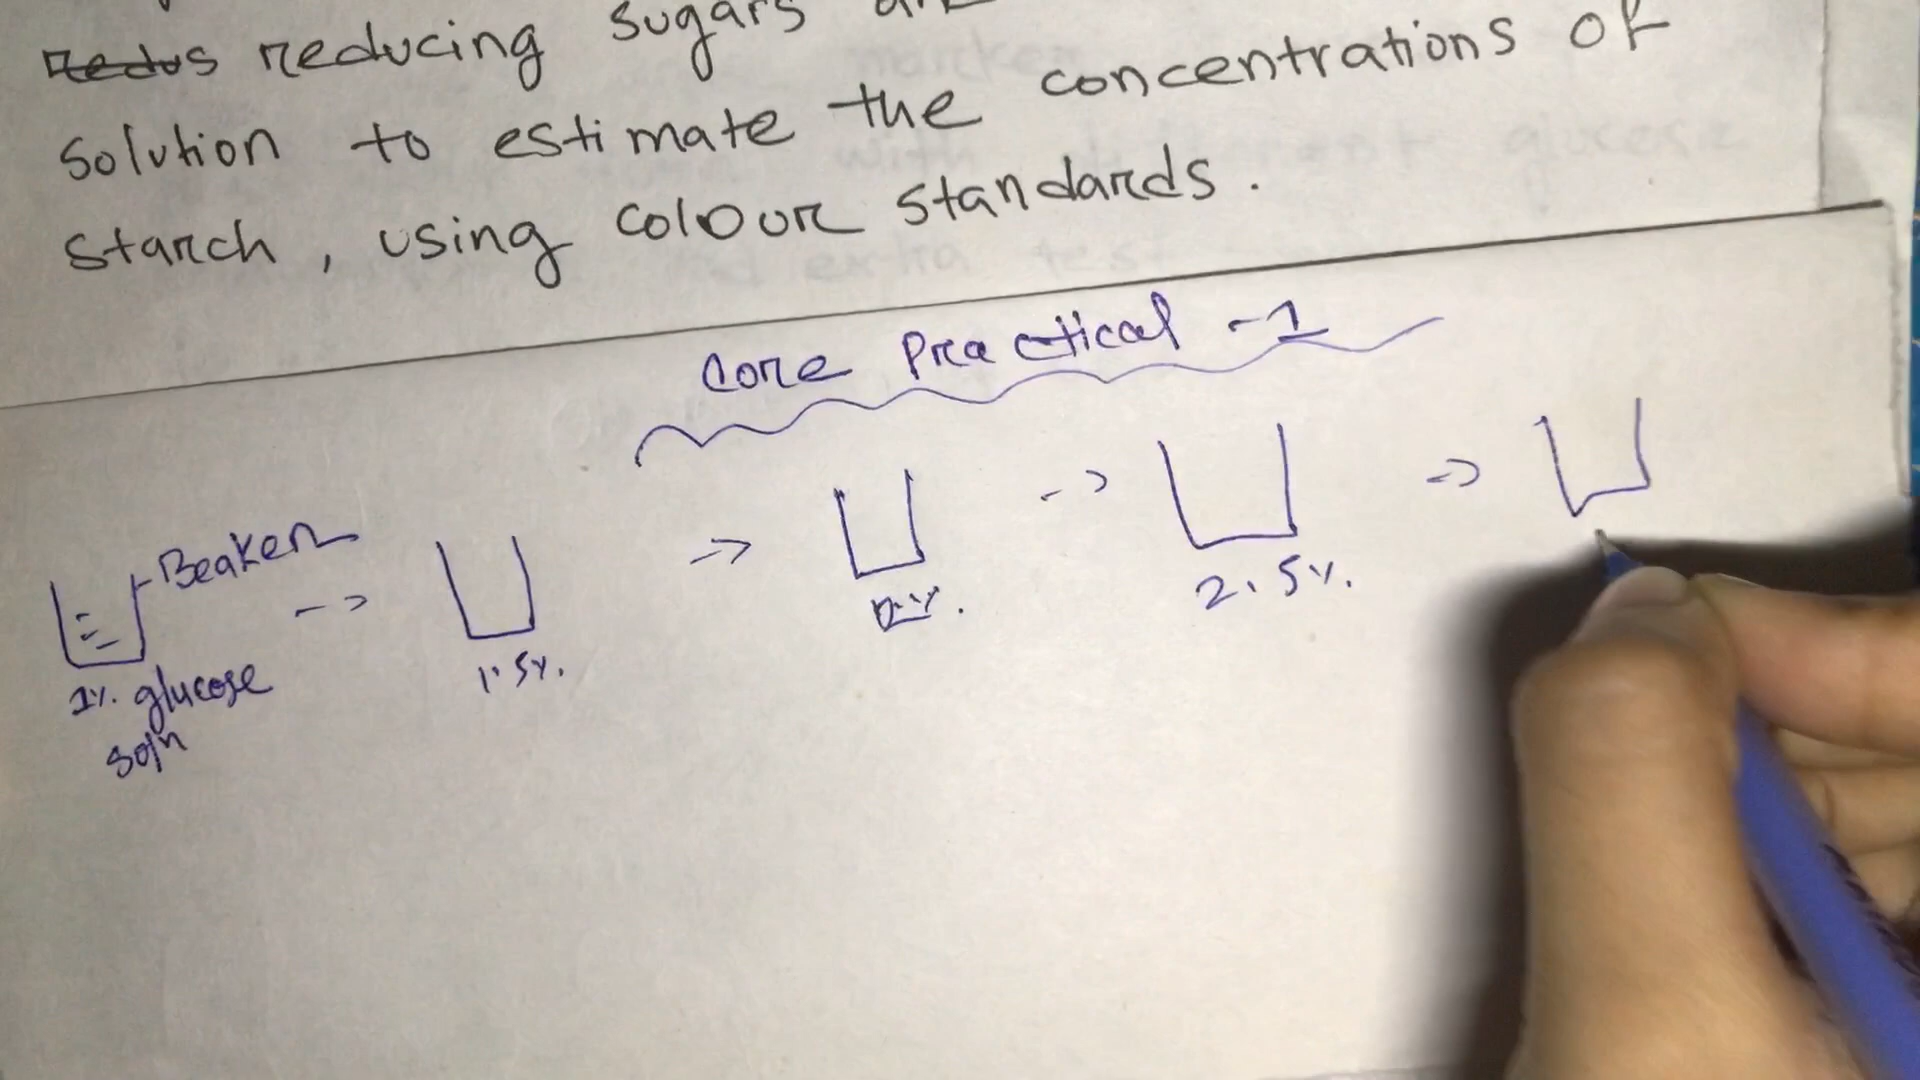 reducing sugars
solution to estimate the concentrations of
starch, using colour standards.
Core Practical -1
Beaker
1%. glucose
soln
1.5%.
2.5%.